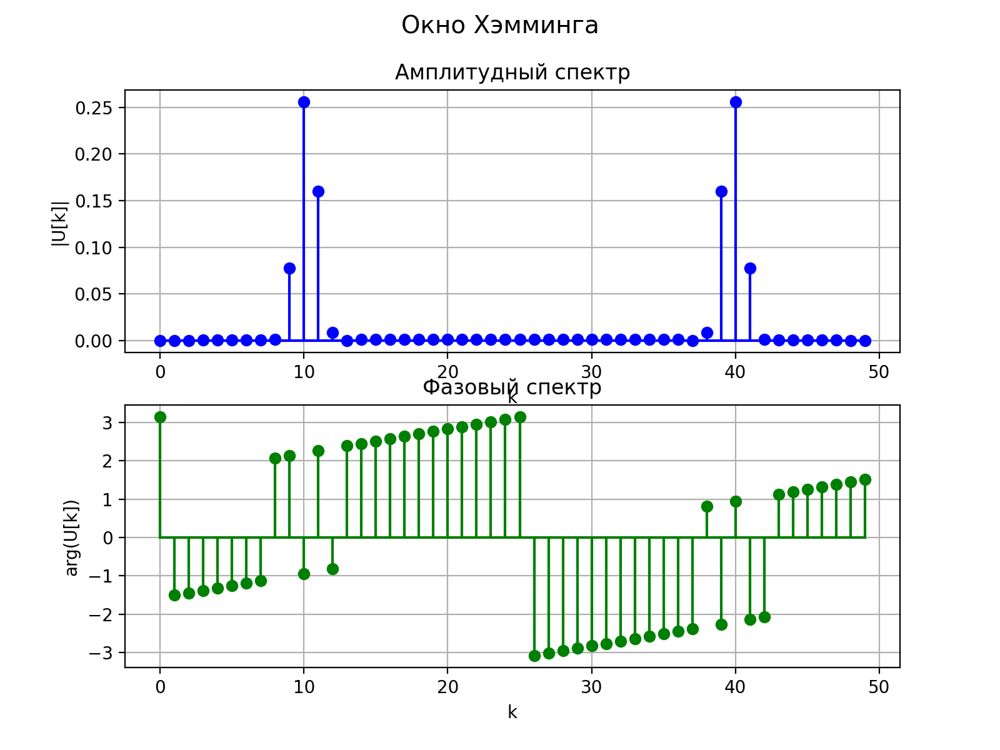 Окно Хэмминга
Амплитудный спектр
|U[k]|
0.25
0.20
0.15
0.10
0.05
0.00
0 10 20 30 40 50
k
Фазовый спектр
arg(U[k])
3
2
1
0
−1
−2
−3
0 10 20 30 40 50
k